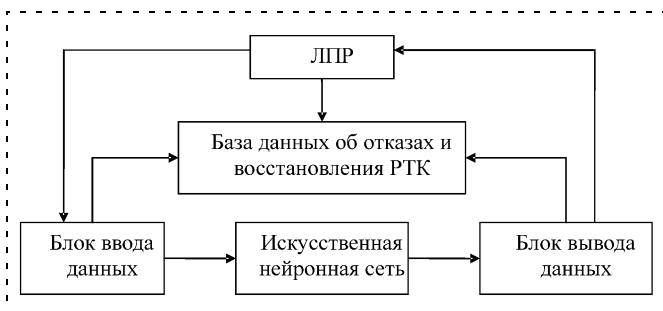 ЛПР
База данных об отказах и
восстановления РТК
Блок ввода
данных
Искусственная
нейронная сеть
Блок вывода
данных